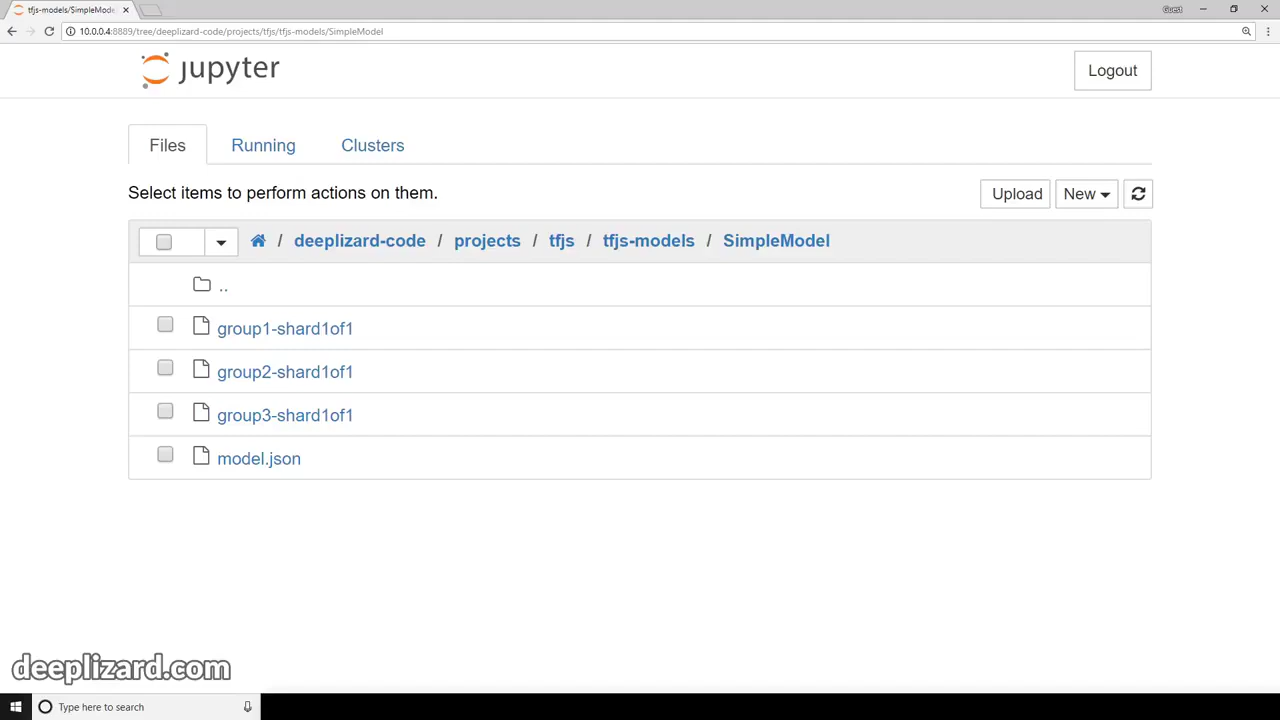 tfjs-models/SimpleMode
Guest
10.0.0.4:8889/tree/deeplizard-code/projects/tfjs/tfjs-models/SimpleModel
jupyter
Logout
Files
Running
Clusters
Select items to perform actions on them.
Upload
New
/ deeplizard-code / projects / tfjs / tfjs-models / SimpleModel
..
group1-shard1of1
group2-shard1of1
group3-shard1of1
model.json
deeplizard.com
Type here to search